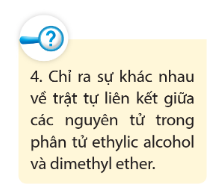 ?
4. Chỉ ra sự khác nhau
về trật tự liên kết giữa
các nguyên tử trong
phân tử ethylic alcohol
và dimethyl ether.